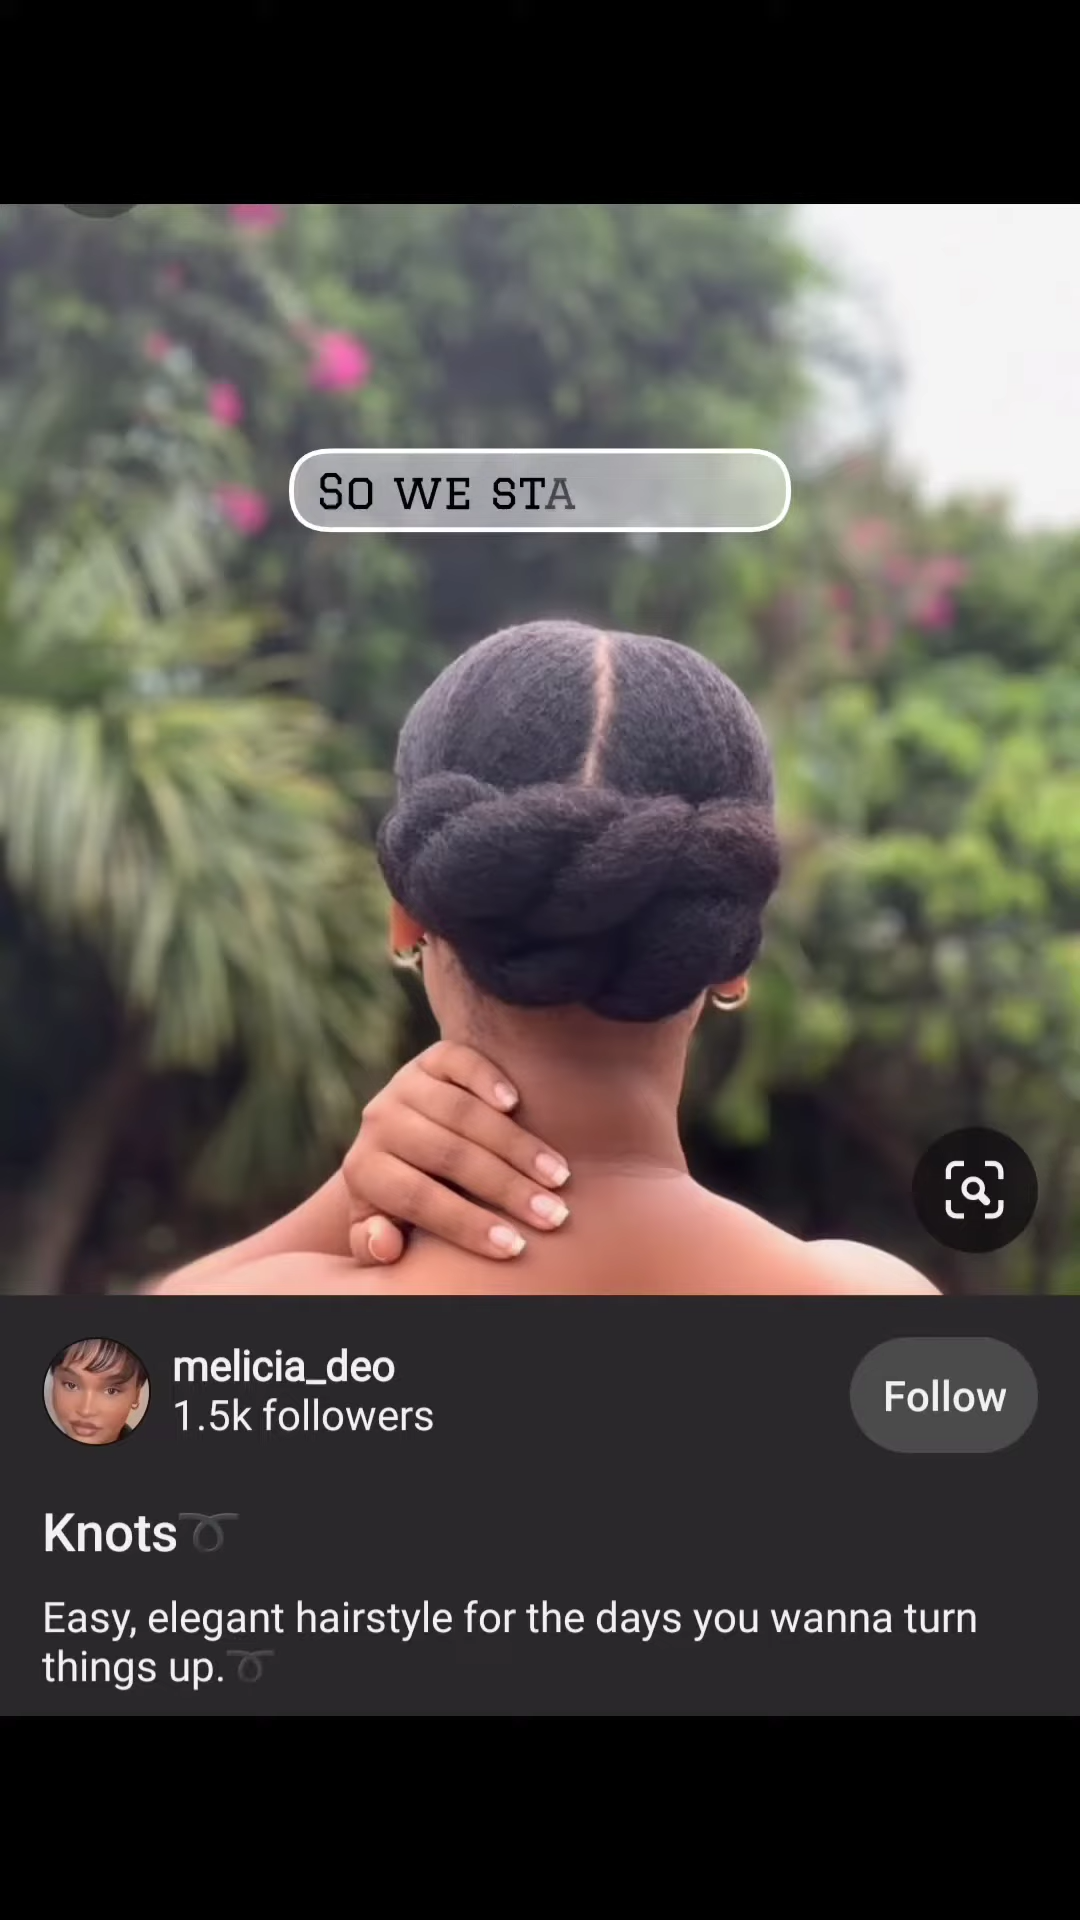 So we sta
melicia_deo
1.5k followers
Follow
Knots➰
Easy, elegant hairstyle for the days you wanna turn
things up.➰